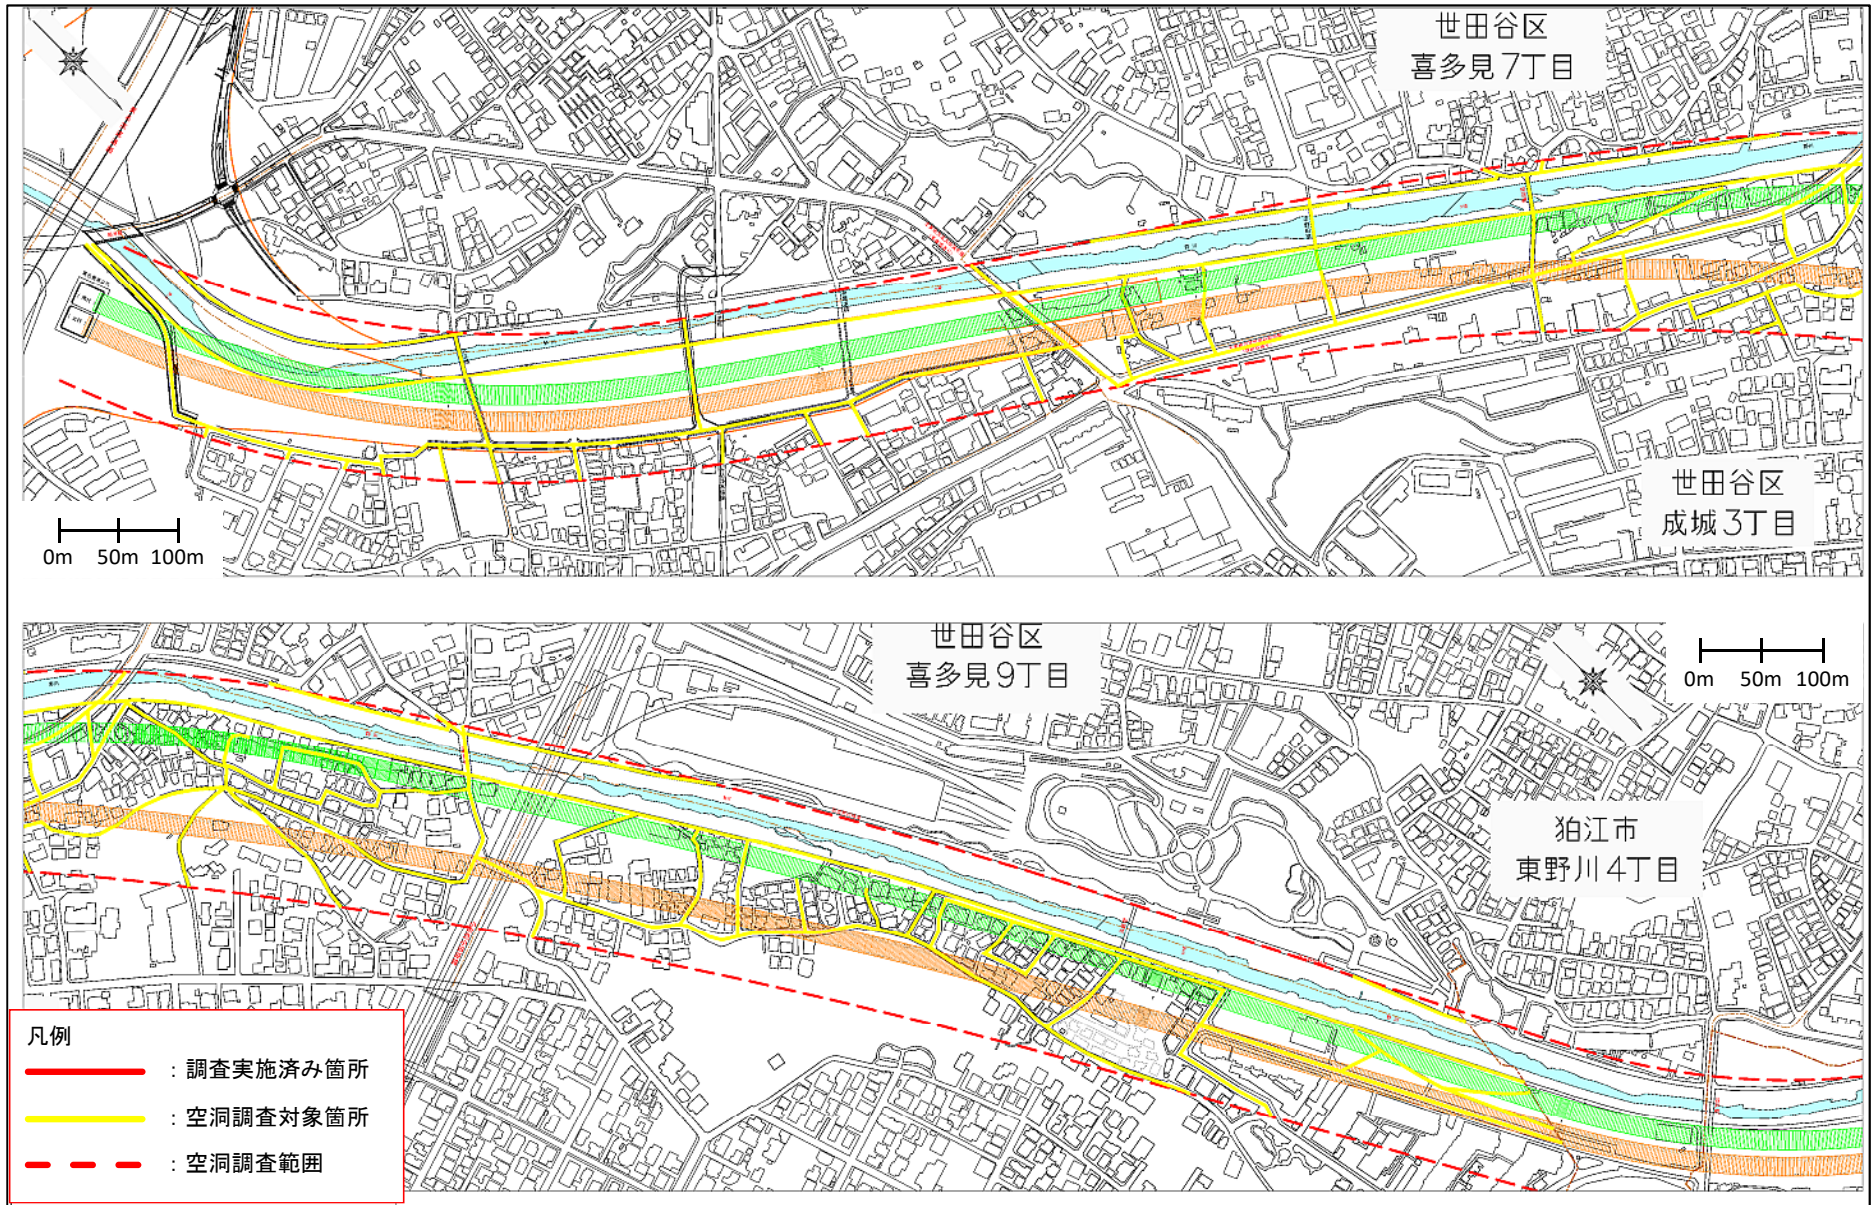 世田谷区
喜多見7丁目
世田谷区
成城3丁目
0m 50m 100m
世田谷区
喜多見9丁目
0m 50m 100m
狛江市
東野川4丁目
凡例
：調査実施済み箇所
：空洞調査対象箇所
：空洞調査範囲